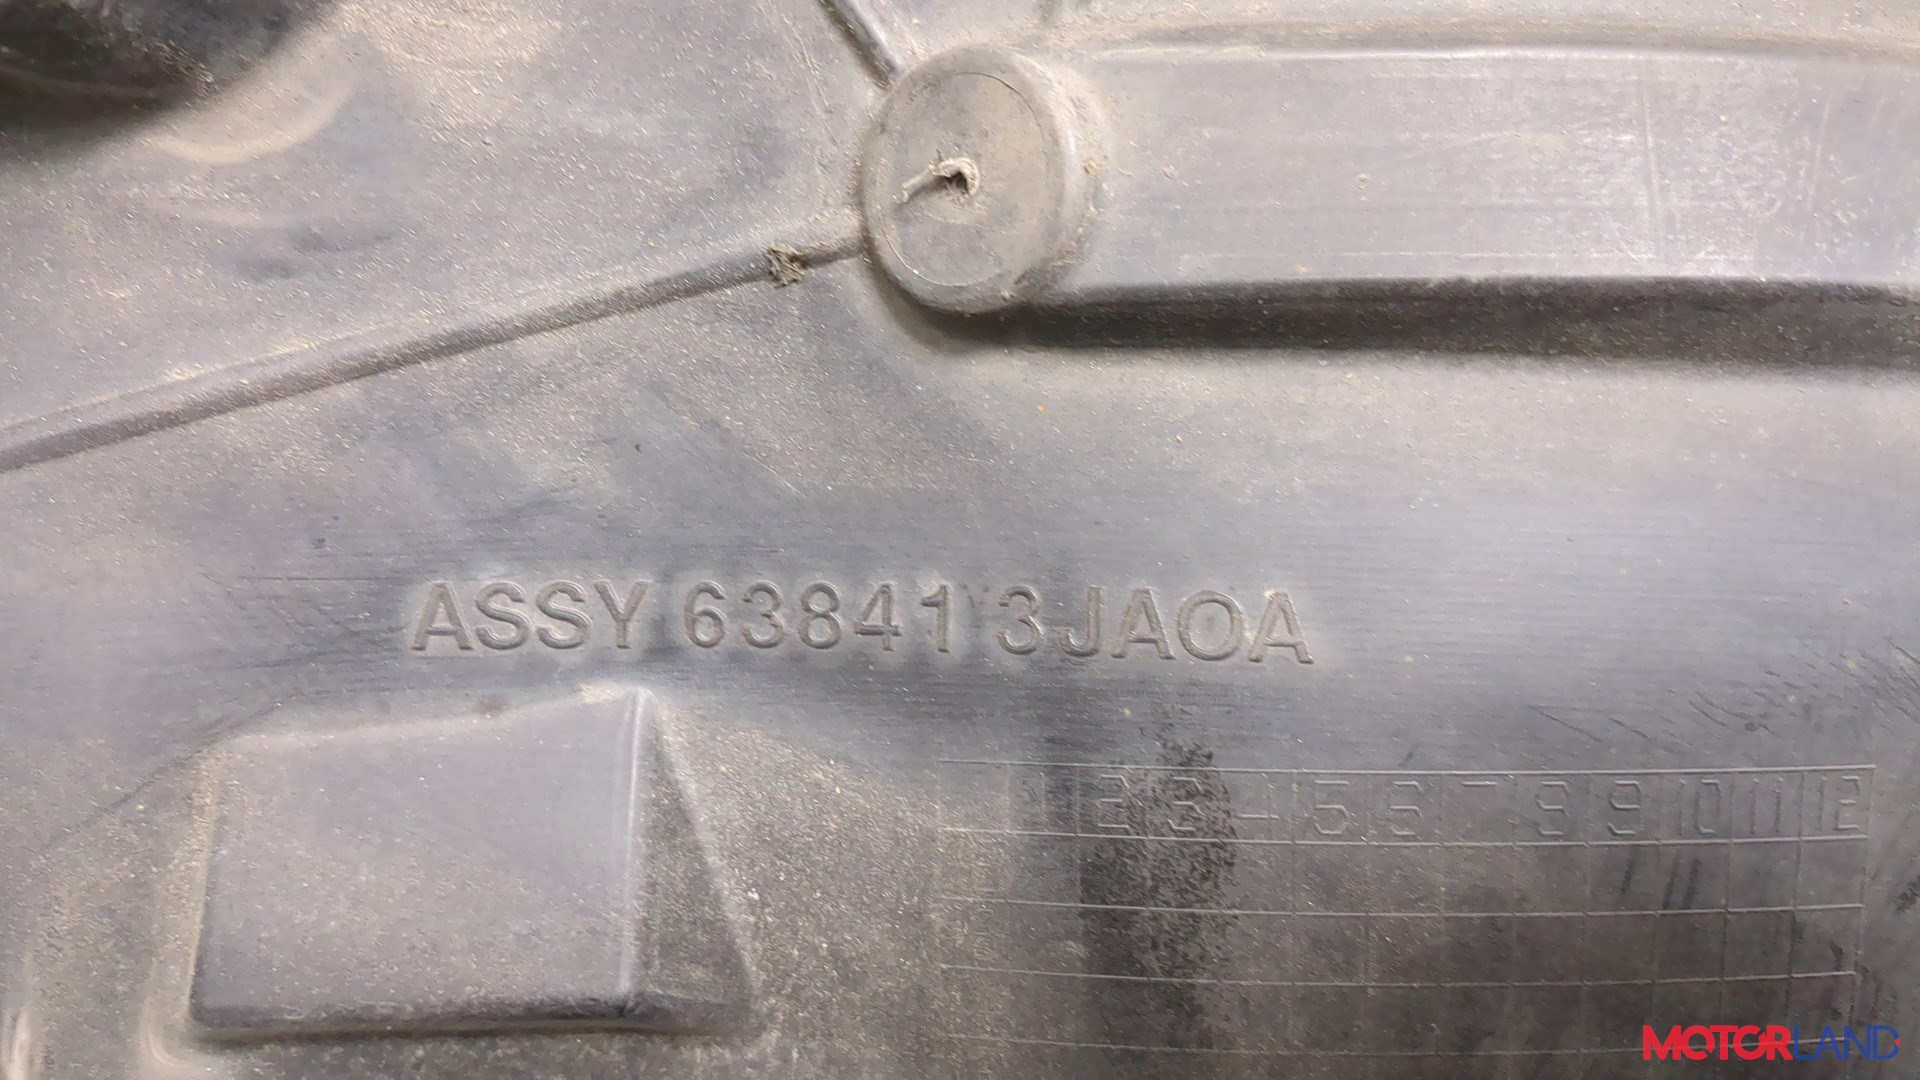 ASSY 63841 3JA0A
1 2 3 4 5 6 7 8 9 10 11 12
MOTORLAND